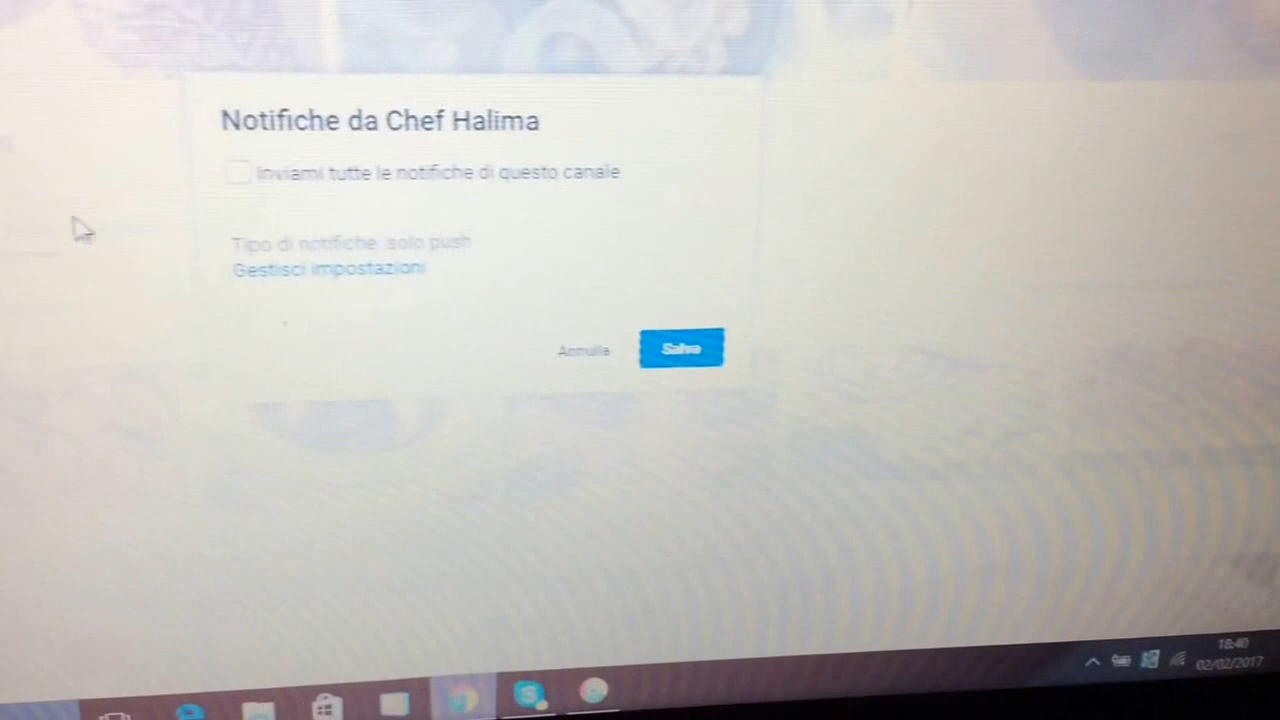 Notifiche da Chef Halima
Inviami tutte le notifiche di questo canale
Tipo di notifiche: solo push
Gestisci impostazioni
Annulla
Salva
18:40
02/02/2017